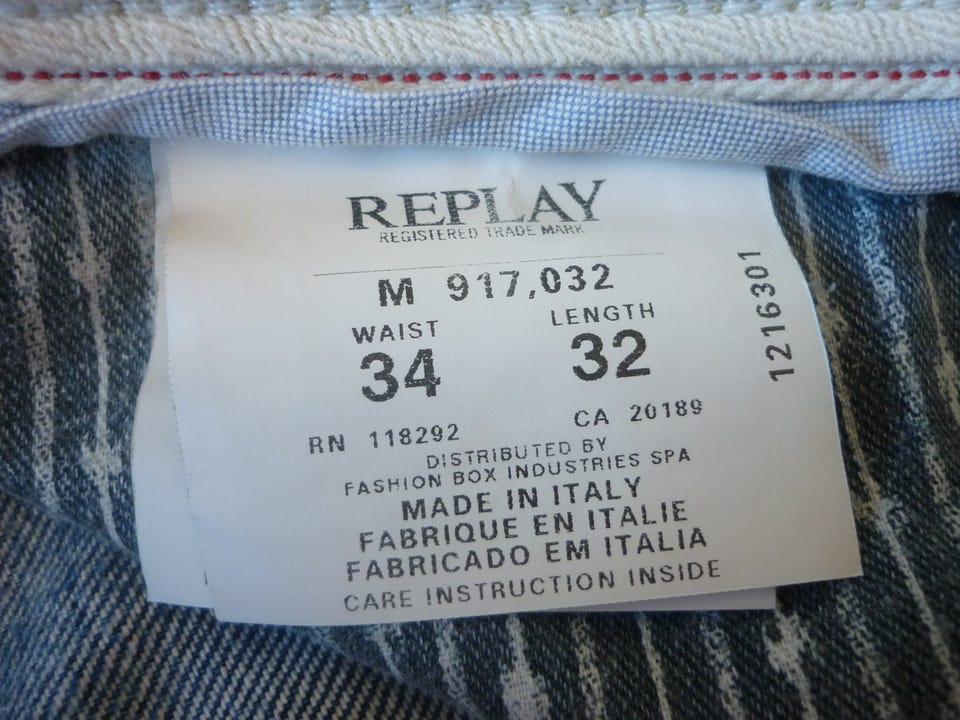 REPLAY
REGISTERED TRADE MARK
M 917,032
WAIST LENGTH
34 32
RN 118292 CA 20189
DISTRIBUTED BY
FASHION BOX INDUSTRIES SPA
MADE IN ITALY
FABRIQUE EN ITALIE
FABRICADO EM ITALIA
CARE INSTRUCTION INSIDE
1216301